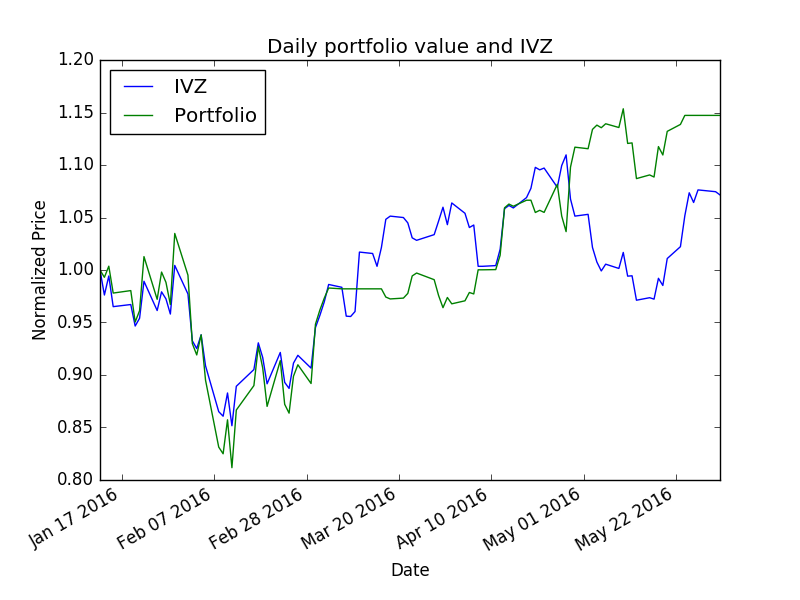 Daily portfolio value and IVZ
1.20
1.15
1.10
1.05
1.00
0.95
0.90
0.85
0.80
Normalized Price
IVZ
Portfolio
Jan 17 2016
Feb 07 2016
Feb 28 2016
Mar 20 2016
Apr 10 2016
May 01 2016
May 22 2016
Date